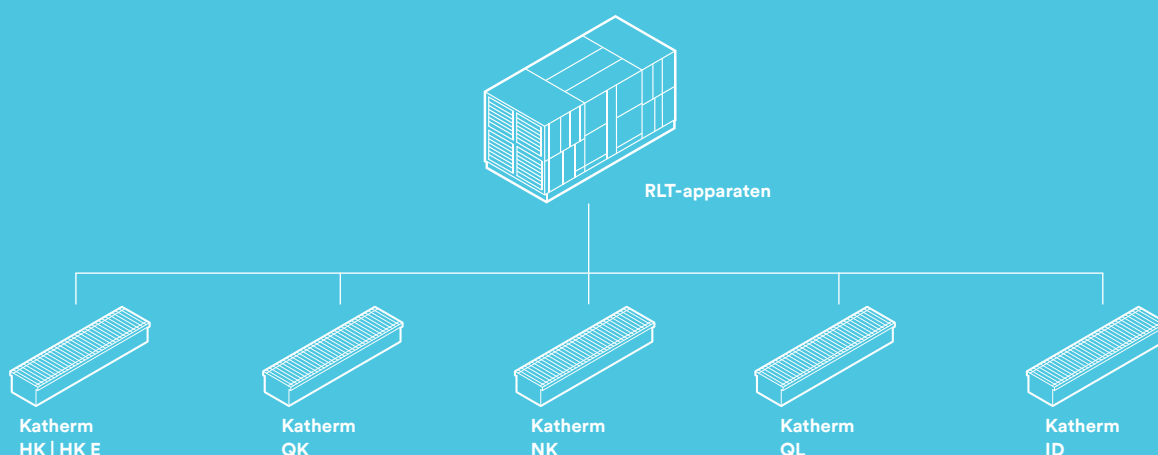 RLT-apparaten
Katherm
HK | HK E
Katherm
QK
Katherm
NK
Katherm
QL
Katherm
ID